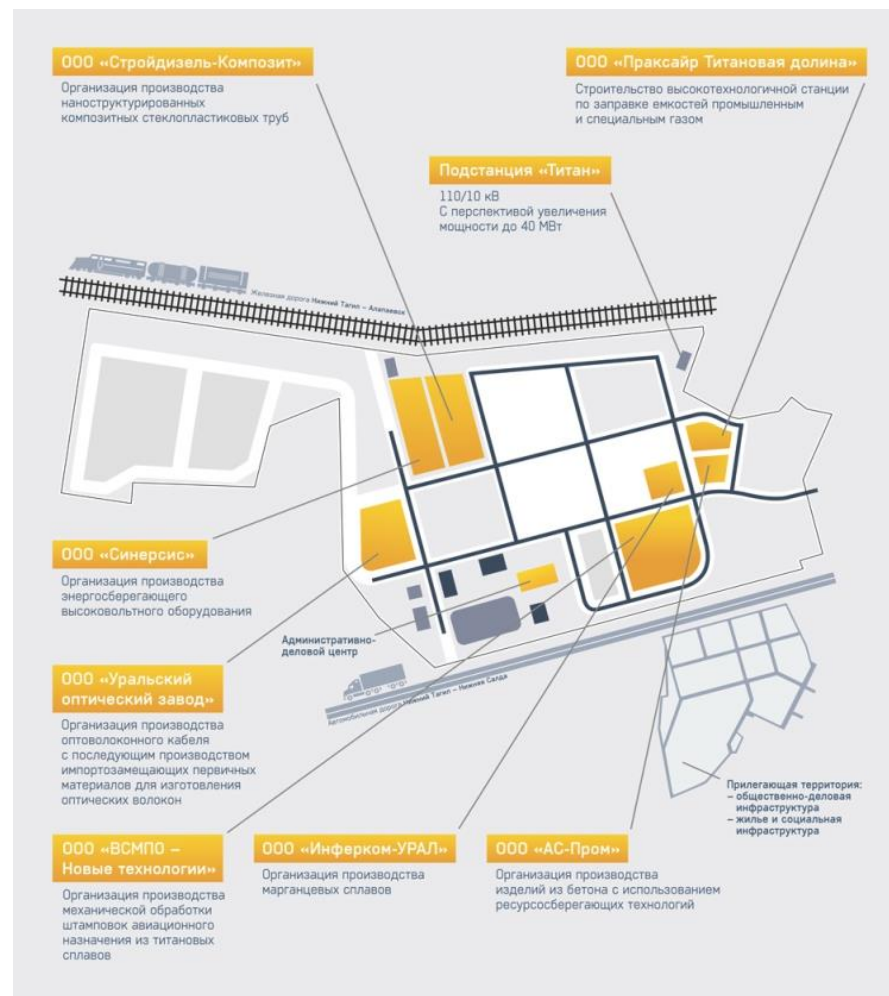 ООО «Стройдизель-Композит»
Организация производства
наноструктурированных
композитных стеклопластиковых труб
ООО «Праксайр Титановая долина»
Строительство высокотехнологичной станции
по заправке емкостей промышленным
и специальным газом
Подстанция «Титан»
110/10 кВ
С перспективой увеличения
мощности до 40 МВт
Железная дорога Нижний Тагил – Алапаевск
ООО «Синерсис»
Организация производства
энергосберегающего
высоковольтного оборудования
Административно-
деловой центр
ООО «Уральский
оптический завод»
Организация производства
оптоволоконного кабеля
с последующим производством
импортозамещающих первичных
материалов для изготовления
оптических волокон
Автомобильная дорога Нижний Тагил – Нижняя Салда
Прилегающая территория:
– общественно-деловая
инфраструктура
– жилье и социальная
инфраструктура
ООО «ВСМПО –
Новые технологии»
Организация производства
механической обработки
штамповок авиационного
назначения из титановых
сплавов
ООО «Инферком-УРАЛ»
Организация производства
марганцевых сплавов
ООО «АС-Пром»
Организация производства
изделий из бетона с использованием
ресурсосберегающих технологий